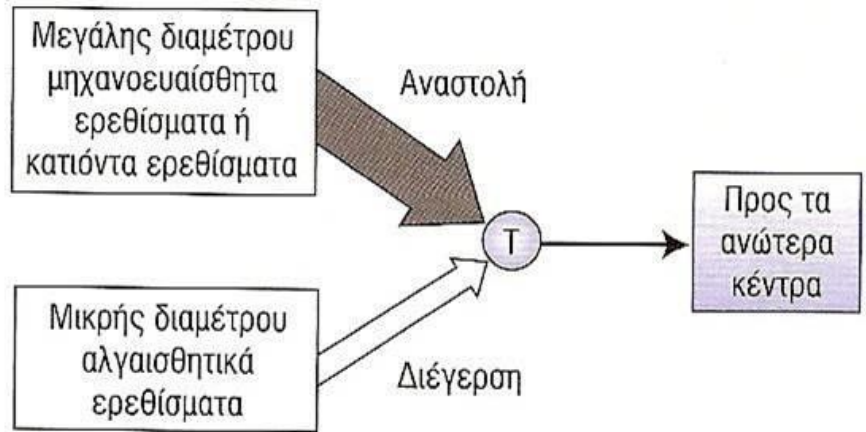 Μεγάλης διαμέτρου
μηχανοευαίσθητα
ερεθίσματα ή
κατιόντα ερεθίσματα
Αναστολή
Τ
Προς τα
ανώτερα
κέντρα
Μικρής διαμέτρου
αλγαισθητικά
ερεθίσματα
Διέγερση